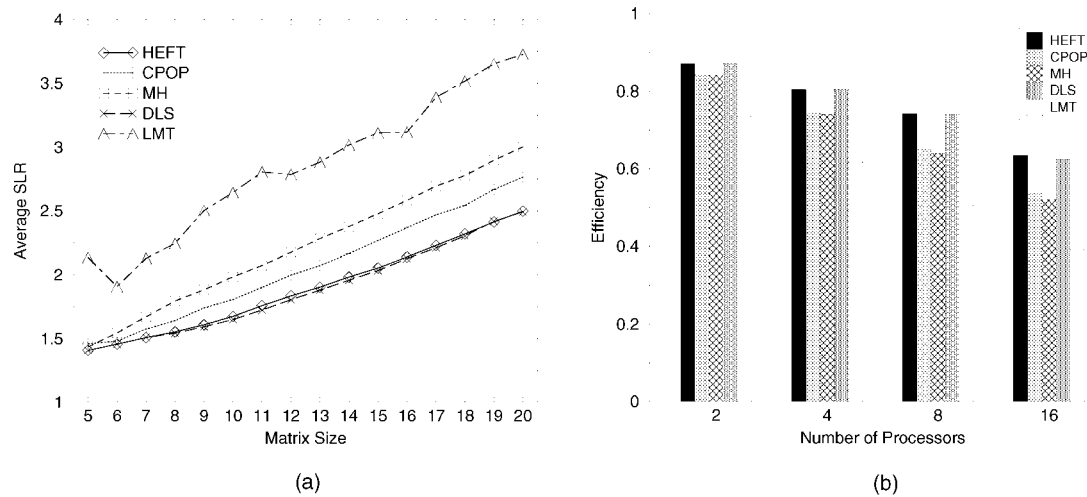 4
3.5
3
2.5
2
1.5
1
Average SLR
HEFT
CPOP
MH
DLS
LMT
5 6 7 8 9 10 11 12 13 14 15 16 17 18 19 20
Matrix Size
(a)
1
0.8
0.6
0.4
0.2
0
Efficiency
HEFT
CPOP
MH
DLS
LMT
2 4 8 16
Number of Processors
(b)